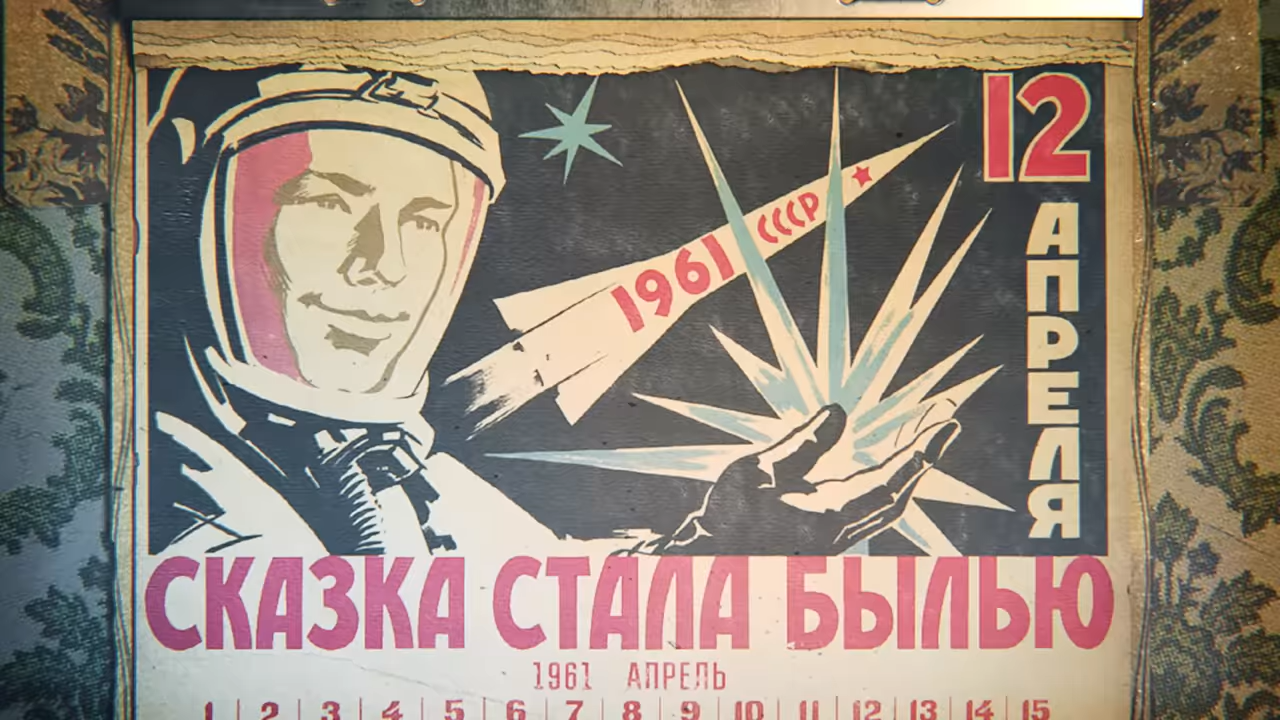 12
АПРЕЛЯ
1961 СССР
СКАЗКА СТАЛА БЫЛЬЮ
1961 АПРЕЛЬ
1 2 3 4 5 6 7 8 9 10 11 12 13 14 15